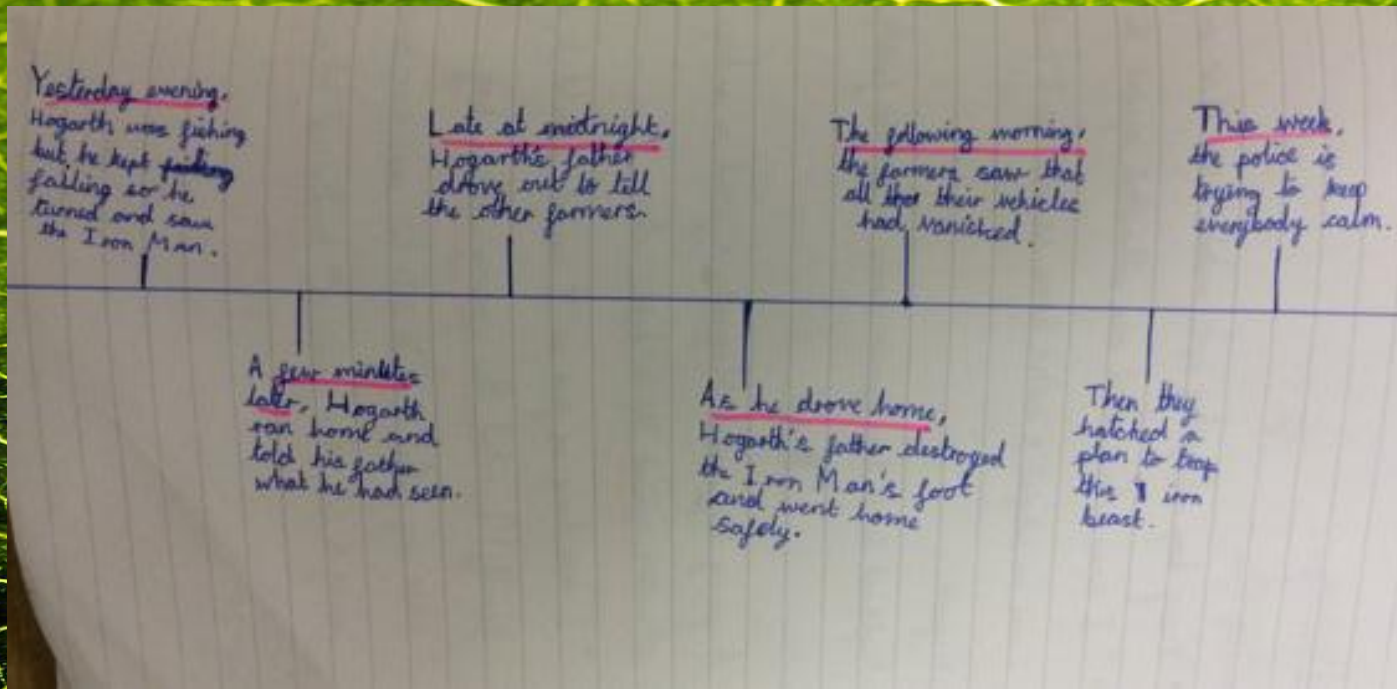 Yesterday evening,
Hogarth was fishing
but he kept
falling so he
turned and saw
the Iron Man.
A few minutes
later, Hogarth
ran home and
told his father
what he had seen.
Late at midtnight,
Hogarth's father
drove out to tell
the other farmers.
As he drove home,
Hogarth's father destroyed
the Iron Man's foot
and went home
safely.
The following morning,
the farmers saw that
all their vehicles
had vanished.
Then they
hatched a
plan to trap
this iron
beast.
This week,
the police is
trying to keep
everybody calm.